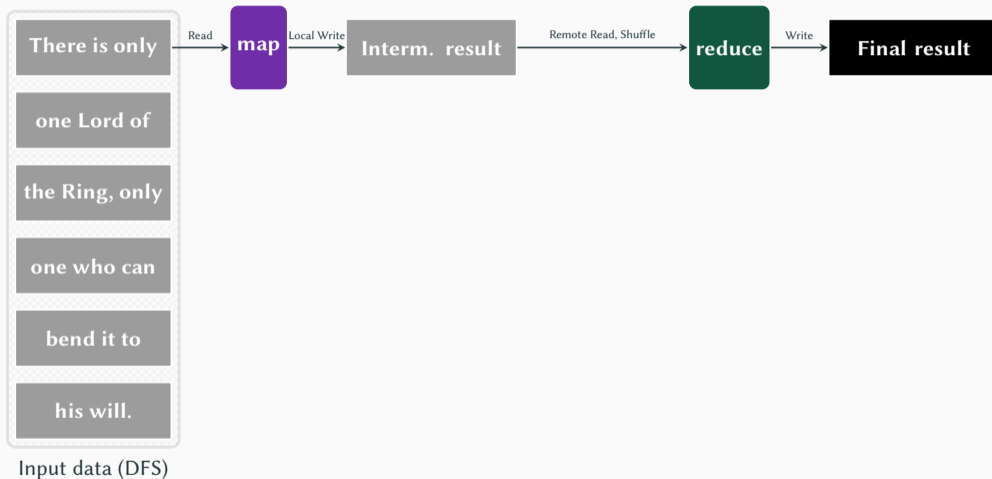 There is only
Read
map
Local Write
Interm. result
Remote Read, Shuffle
reduce
Write
Final result
one Lord of
the Ring, only
one who can
bend it to
his will.
Input data (DFS)